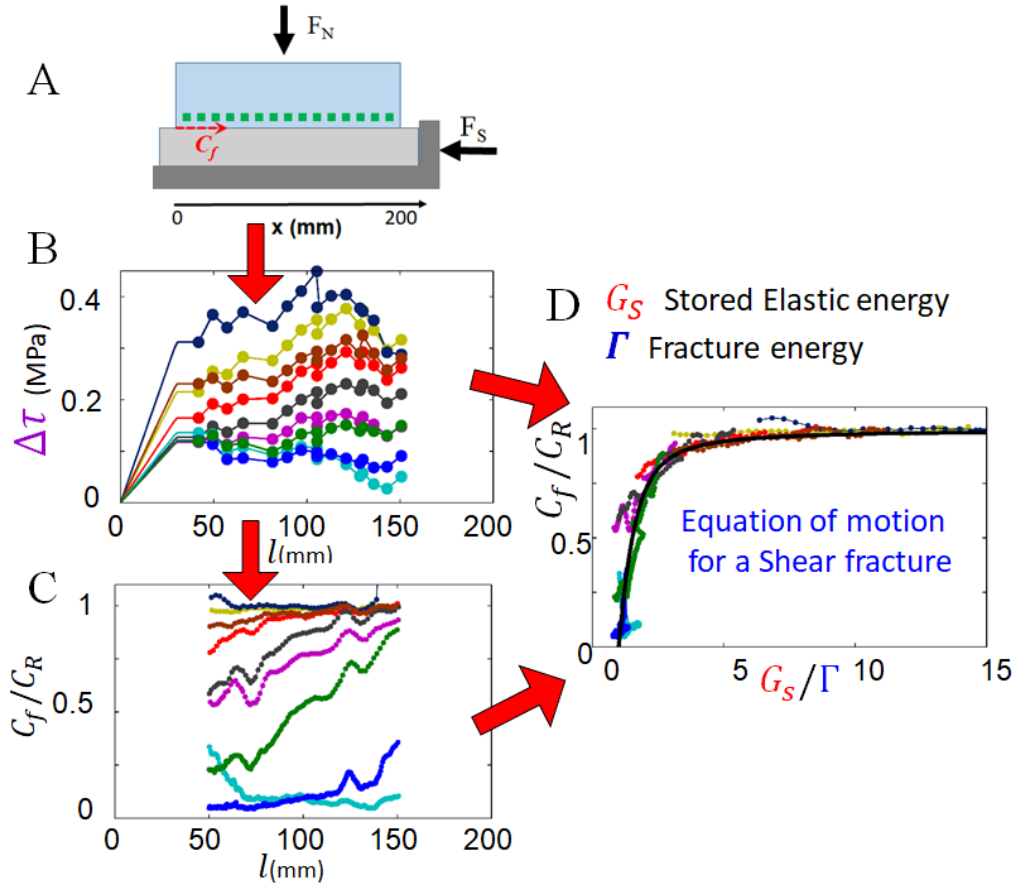 A
F_N
C_f
F_S
0
200
x (mm)
B
Δτ (MPa)
0.4
0.2
0
0
50
100
150
200
l(mm)
C
C_f/C_R
1
0.5
0
0
50
100
150
200
l(mm)
D
G_S Stored Elastic energy
Γ Fracture energy
C_f/C_R
1
0.5
0
Equation of motion
for a Shear fracture
0
5
10
15
G_s/Γ